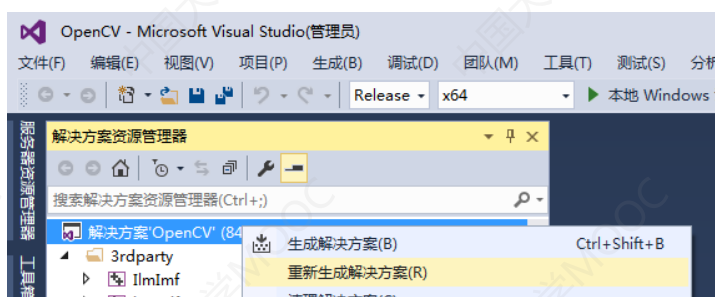 OpenCV - Microsoft Visual Studio(管理员)
文件(F) 编辑(E) 视图(V) 项目(P) 生成(B) 调试(D) 团队(M) 工具(T) 测试(S) 分析
Release x64 本地 Windows
服务器资源管理器
工具箱
解决方案资源管理器
搜索解决方案资源管理器(Ctrl+;)
解决方案'OpenCV' (84
生成解决方案(B) Ctrl+Shift+B
3rdparty
重新生成解决方案(R)
IlmImf